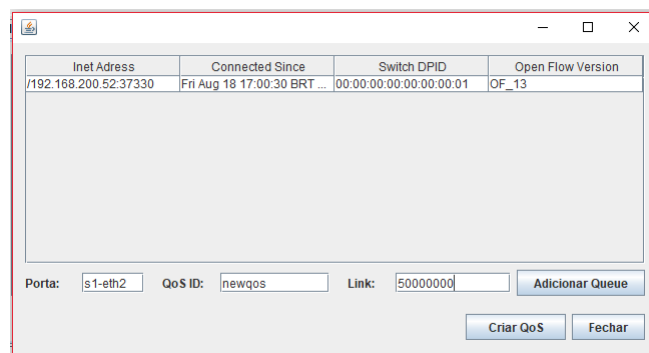 Inet Adress Connected Since Switch DPID Open Flow Version
/192.168.200.52:37330 Fri Aug 18 17:00:30 BRT ... 00:00:00:00:00:00:00:01 OF_13
Porta: s1-eth2 QoS ID: newqos Link: 50000000 Adicionar Queue
Criar QoS Fechar